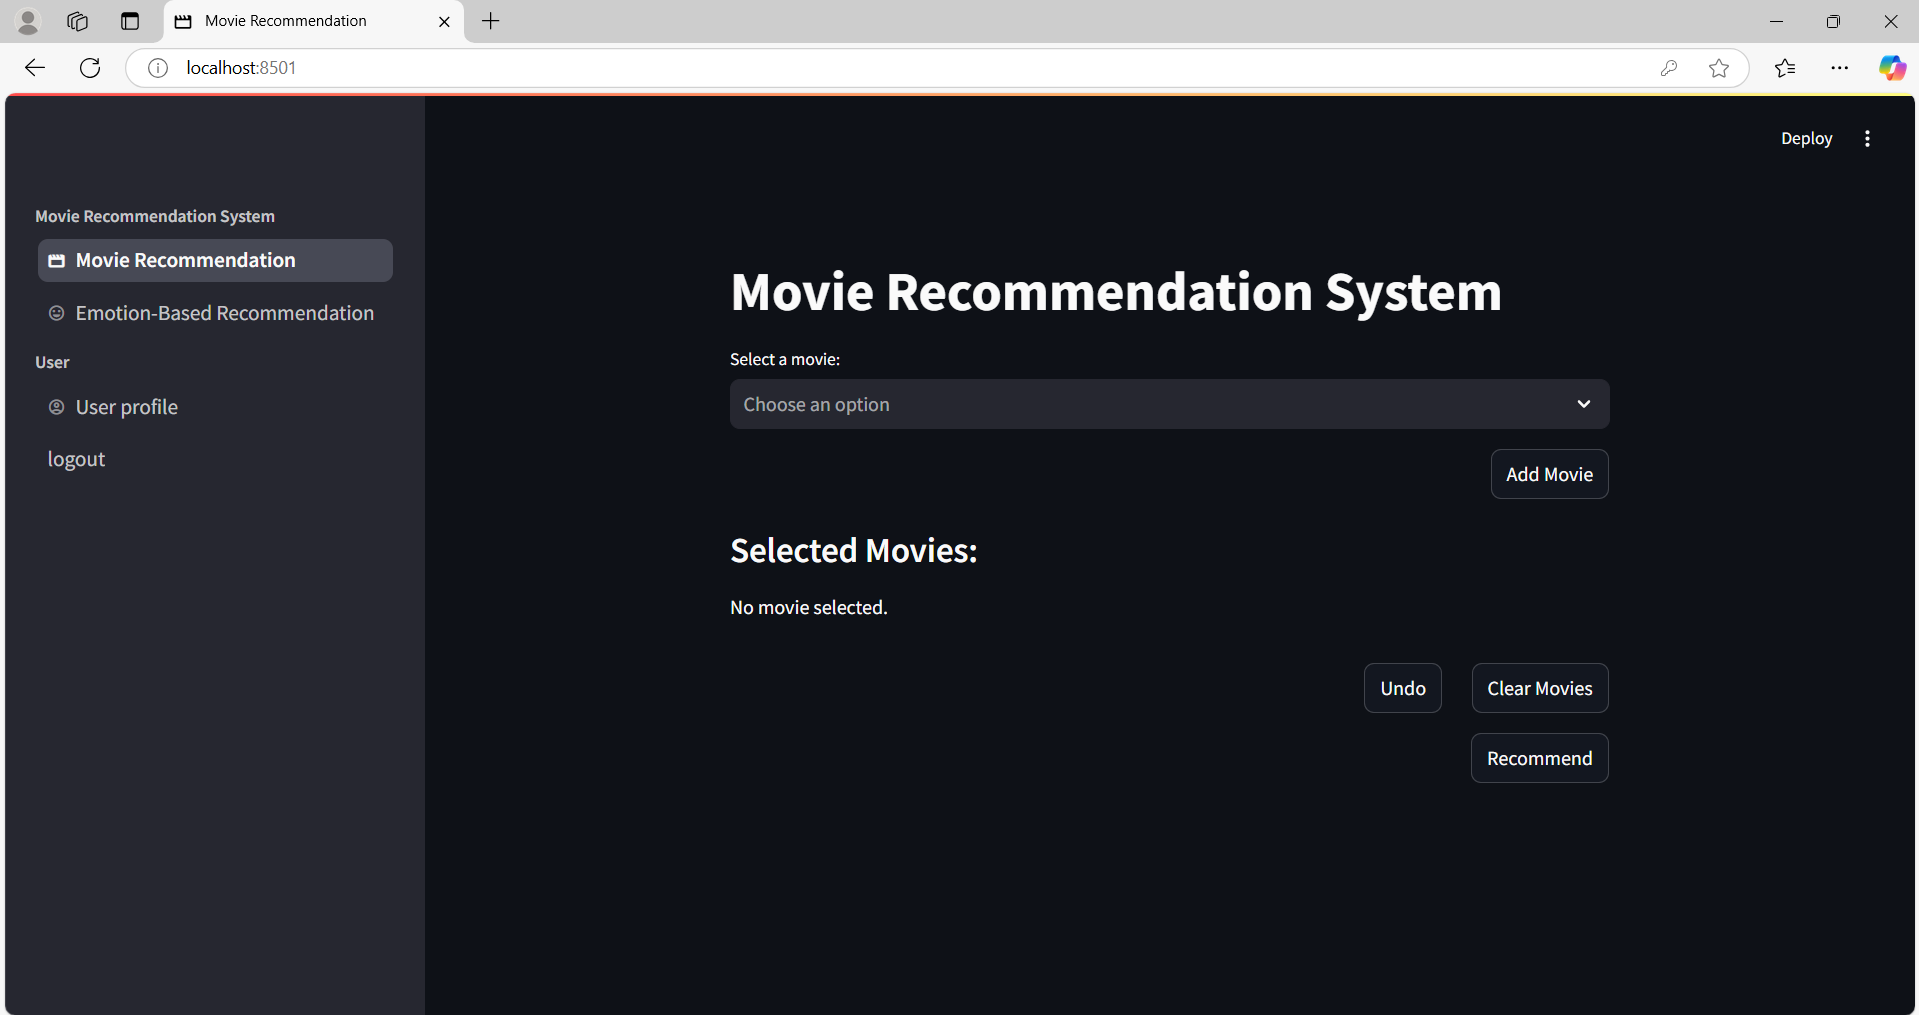 Movie Recommendation
localhost:8501
Deploy
Movie Recommendation System
Movie Recommendation
Emotion-Based Recommendation
User
User profile
logout
Movie Recommendation System
Select a movie:
Choose an option
Add Movie
Selected Movies:
No movie selected.
Undo
Clear Movies
Recommend